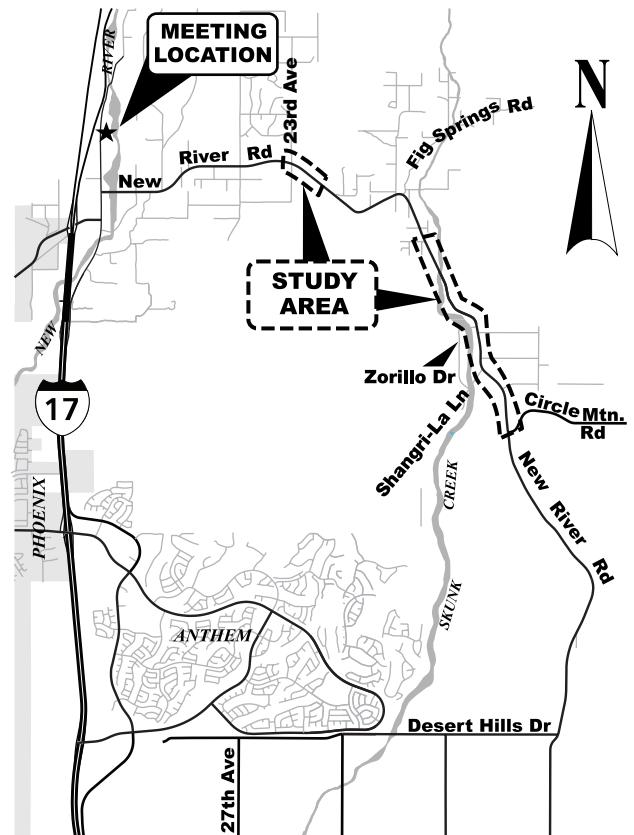 MEETING
LOCATION
RIVER
23rd Ave
N
Fig Springs Rd
New River Rd
STUDY
AREA
NEW
Zorillo Dr
17
Circle Mtn.
Rd
Shangri-La Ln
CREEK
New River Rd
PHOENIX
SKUNK
ANTHEM
Desert Hills Dr
27th Ave